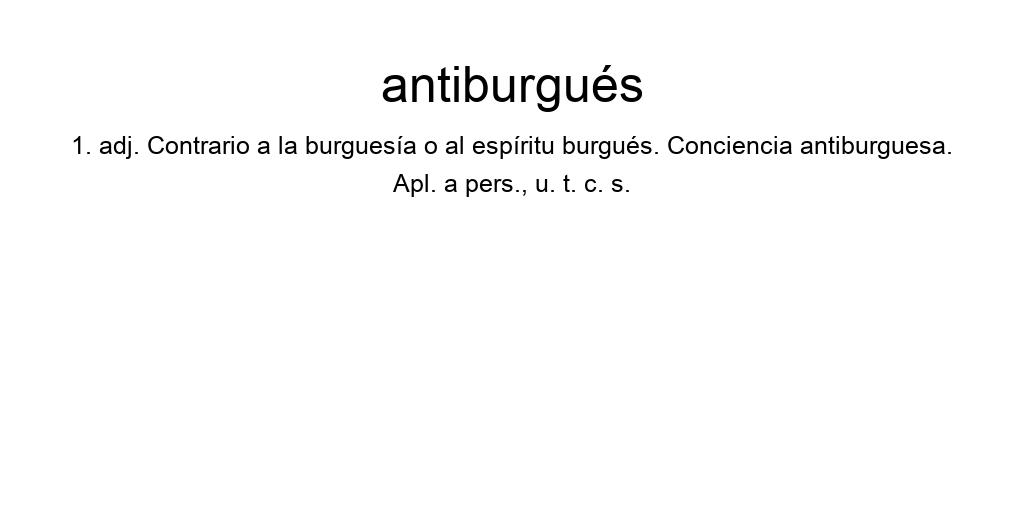 antiburgués
1. adj. Contrario a la burguesía o al espíritu burgués. Conciencia antiburguesa.
Apl. a pers., u. t. c. s.